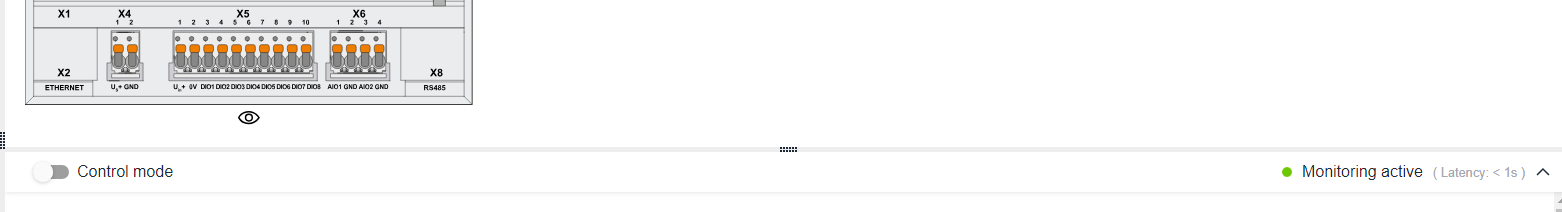 X1 X4 X5 X6
1 2 1 2 3 4 5 6 7 8 9 10 1 2 3 4
X2 X8
ETHERNET Us+ GND Uin+ 0V DIO1 DIO2 DIO3 DIO4 DIO5 DIO6 DIO7 DIO8 AIO1 GND AIO2 GND RS485
Control mode Monitoring active ( Latency: < 1s )